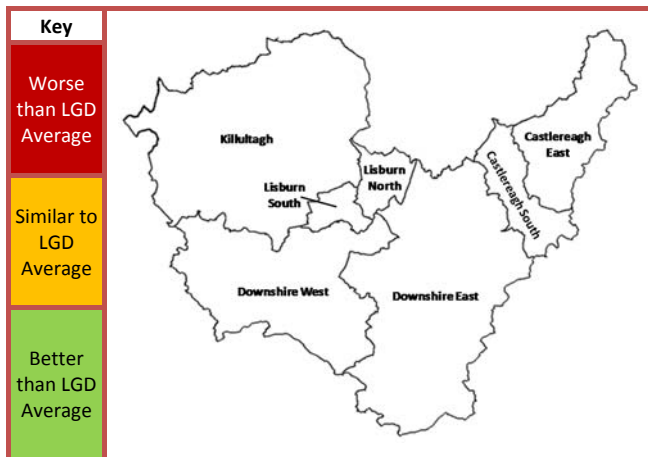 Key
Worse
than LGD
Average
Similar to
LGD
Average
Better
than LGD
Average
Killultagh
Lisburn
North
Lisburn
South
Castlereagh
East
Castlereagh South
Downshire West
Downshire East